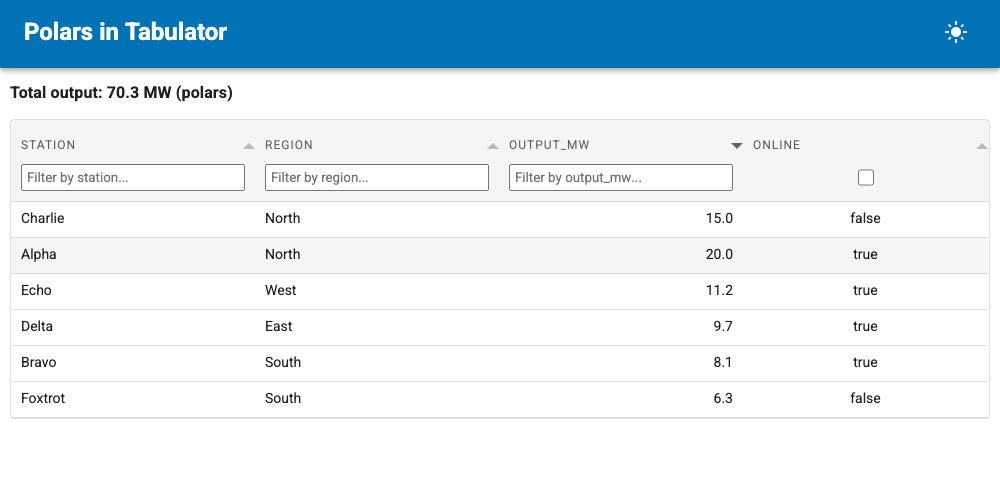 Polars in Tabulator
Total output: 70.3 MW (polars)
STATION REGION OUTPUT_MW ONLINE
Filter by station... Filter by region... Filter by output_mw...
Charlie North 15.0 false
Alpha North 20.0 true
Echo West 11.2 true
Delta East 9.7 true
Bravo South 8.1 true
Foxtrot South 6.3 false